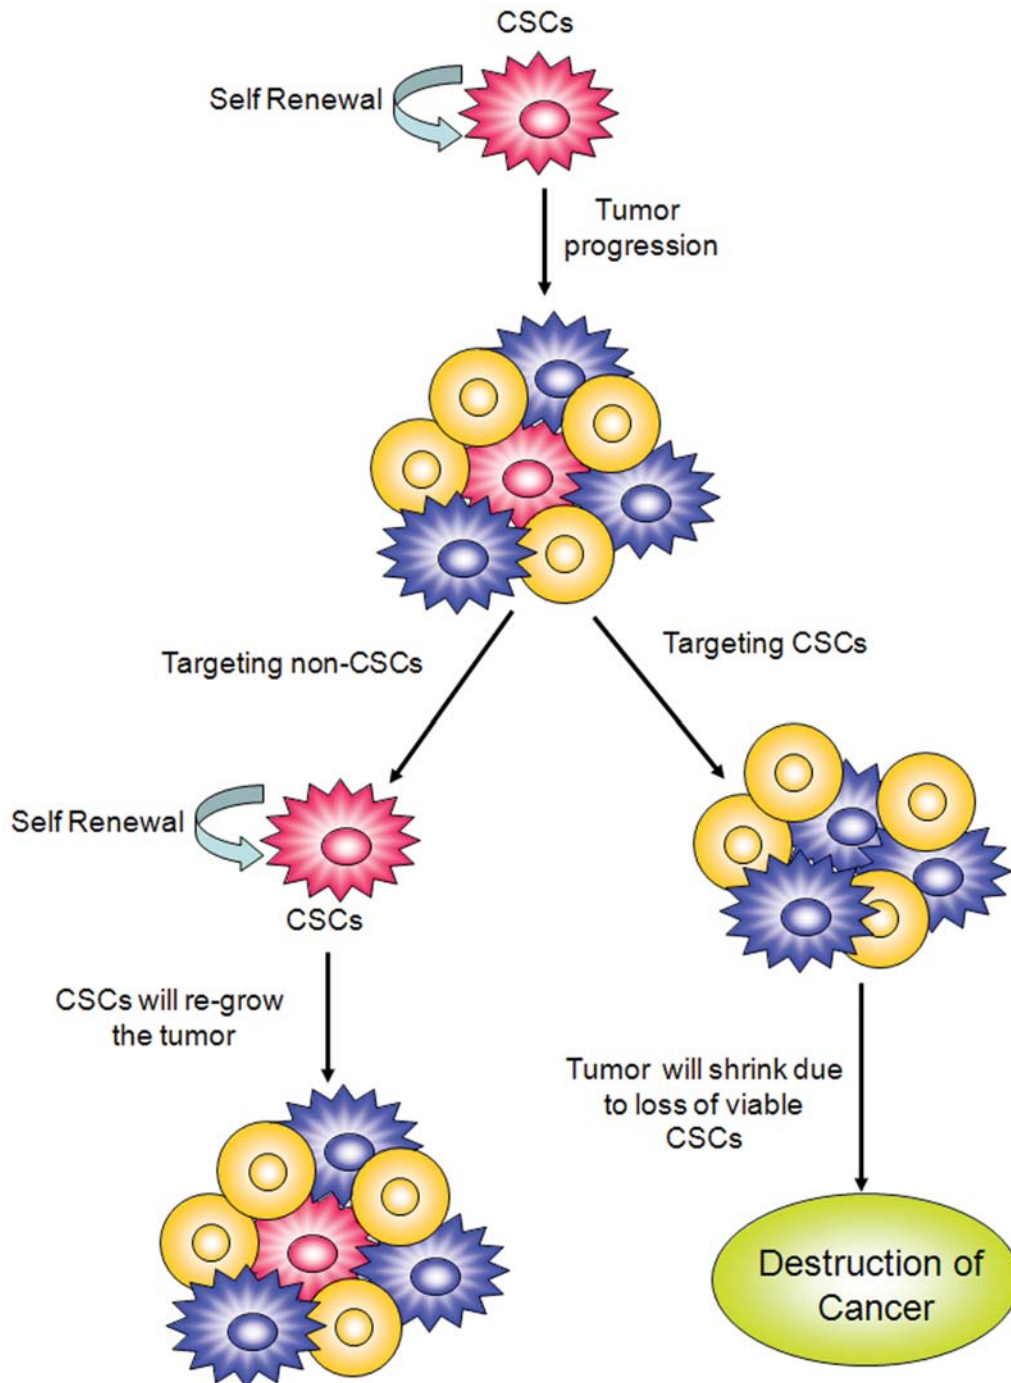 CSCs
Self Renewal
Tumor
progression
Targeting non-CSCs
Targeting CSCs
Self Renewal
CSCs
CSCs will re-grow
the tumor
Tumor will shrink due
to loss of viable
CSCs
Destruction of
Cancer